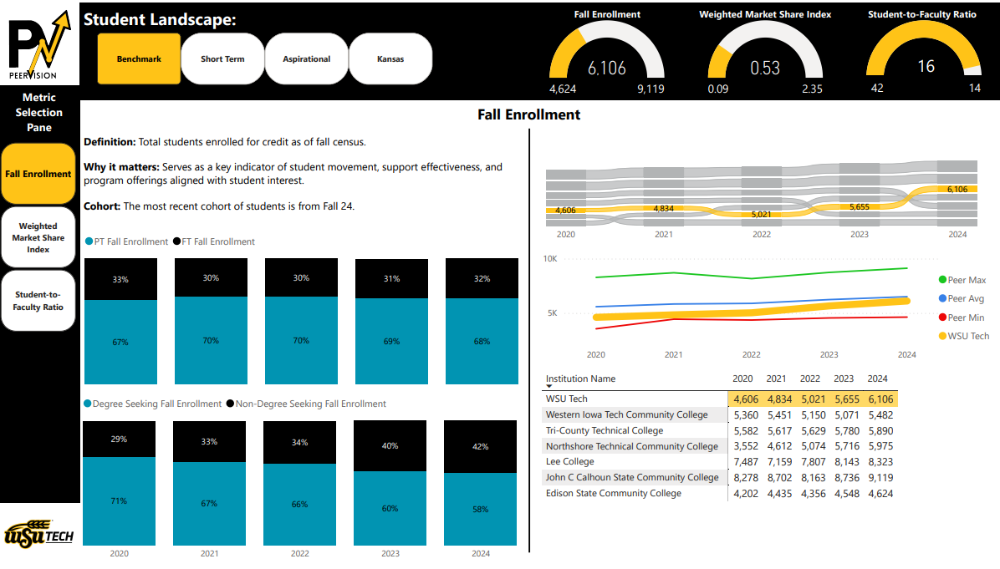 PV
PEERVISION
Student Landscape:
Benchmark
Short Term
Aspirational
Kansas
Fall Enrollment
6,106
4,624
9,119
Weighted Market Share Index
0.53
0.09
2.35
Student-to-Faculty Ratio
16
42
14
Metric
Selection
Pane
Fall Enrollment
Weighted
Market Share
Index
Student-to-
Faculty Ratio
WSU TECH
Fall Enrollment
Definition: Total students enrolled for credit as of fall census.
Why it matters: Serves as a key indicator of student movement, support effectiveness, and
program offerings aligned with student interest.
Cohort: The most recent cohort of students is from Fall 24.
PT Fall Enrollment FT Fall Enrollment
33% 30% 30% 31% 32%
67% 70% 70% 69% 68%
Degree Seeking Fall Enrollment Non-Degree Seeking Fall Enrollment
29% 33% 34% 40% 42%
71% 67% 66% 60% 58%
2020 2021 2022 2023 2024
4,606 4,834 5,021 5,655 6,106
2020 2021 2022 2023 2024
10K
5K
2020 2021 2022 2023 2024
Peer Max
Peer Avg
Peer Min
WSU Tech
Institution Name 2020 2021 2022 2023 2024
WSU Tech 4,606 4,834 5,021 5,655 6,106
Western Iowa Tech Community College 5,360 5,451 5,150 5,071 5,482
Tri-County Technical College 5,582 5,617 5,629 5,780 5,890
Northshore Technical Community College 3,552 4,612 5,074 5,716 5,975
Lee College 7,487 7,159 7,807 8,143 8,323
John C Calhoun State Community College 8,278 8,702 8,163 8,736 9,119
Edison State Community College 4,202 4,435 4,356 4,548 4,624